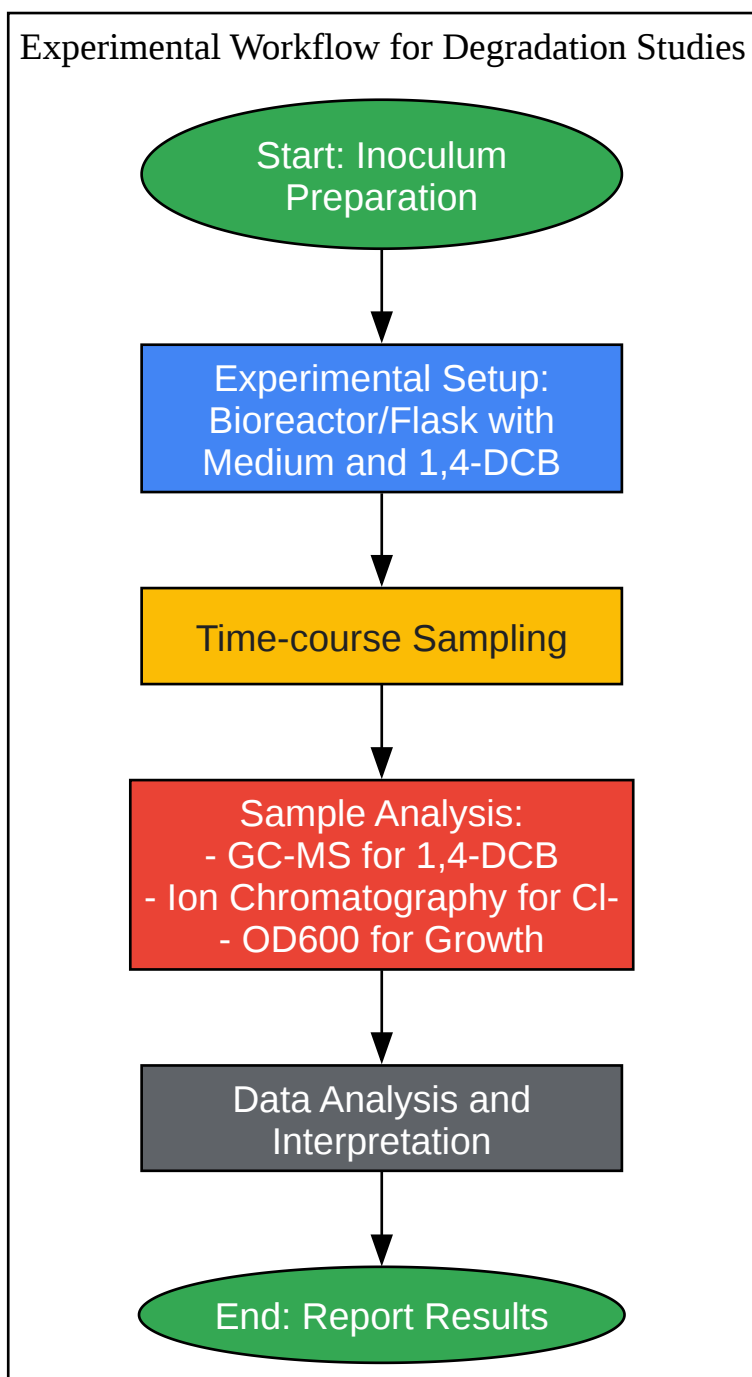 Experimental Workflow for Degradation Studies
Start: Inoculum
Preparation
Experimental Setup:
Bioreactor/Flask with
Medium and 1,4-DCB
Time-course Sampling
Sample Analysis:
- GC-MS for 1,4-DCB
- Ion Chromatography for Cl-
- OD600 for Growth
Data Analysis and
Interpretation
End: Report Results